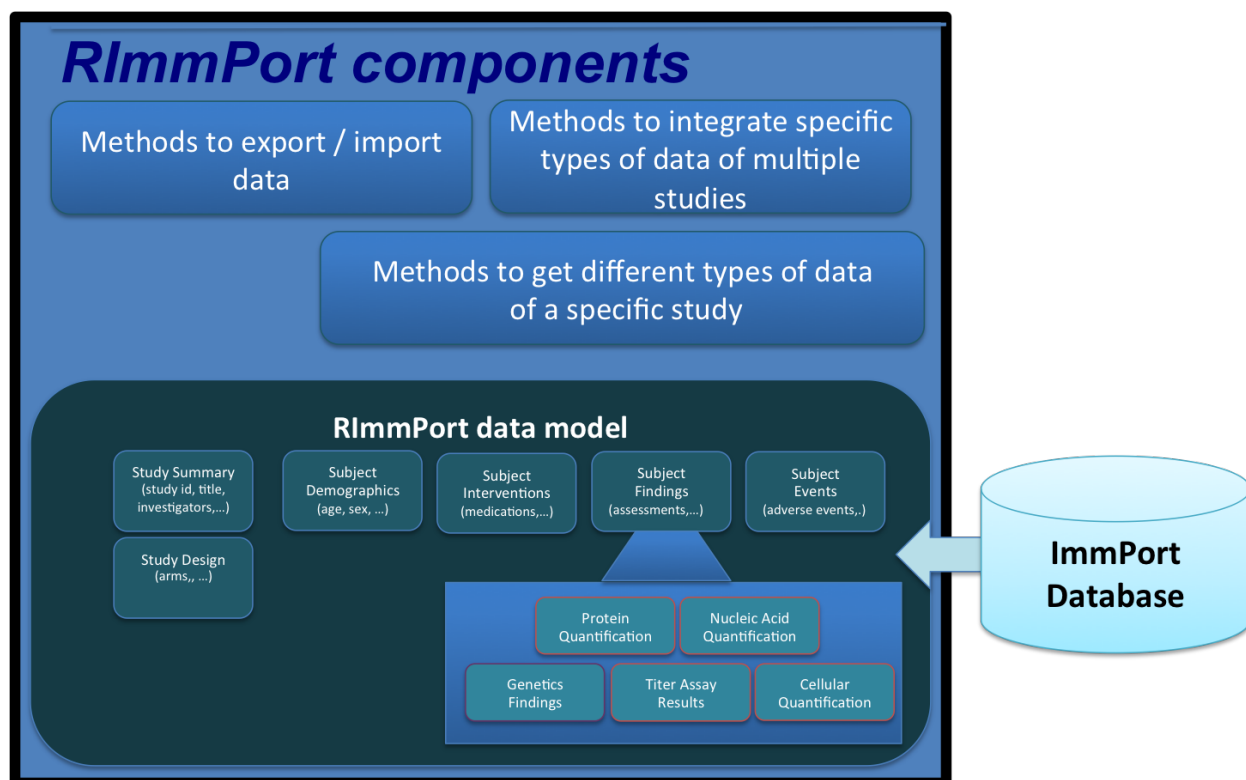 RImmPort components
Methods to export / import
data
Methods to integrate specific
types of data of multiple
studies
Methods to get different types of data
of a specific study
RImmPort data model
Study Summary
(study id, title,
investigators,...)
Subject
Demographics
(age, sex, ...)
Subject
Interventions
(medications,...)
Subject
Findings
(assessments,...)
Subject
Events
(adverse events,.)
Study Design
(arms,, ...)
Protein
Quantification
Nucleic Acid
Quantification
Genetics
Findings
Titer Assay
Results
Cellular
Quantification
ImmPort
Database